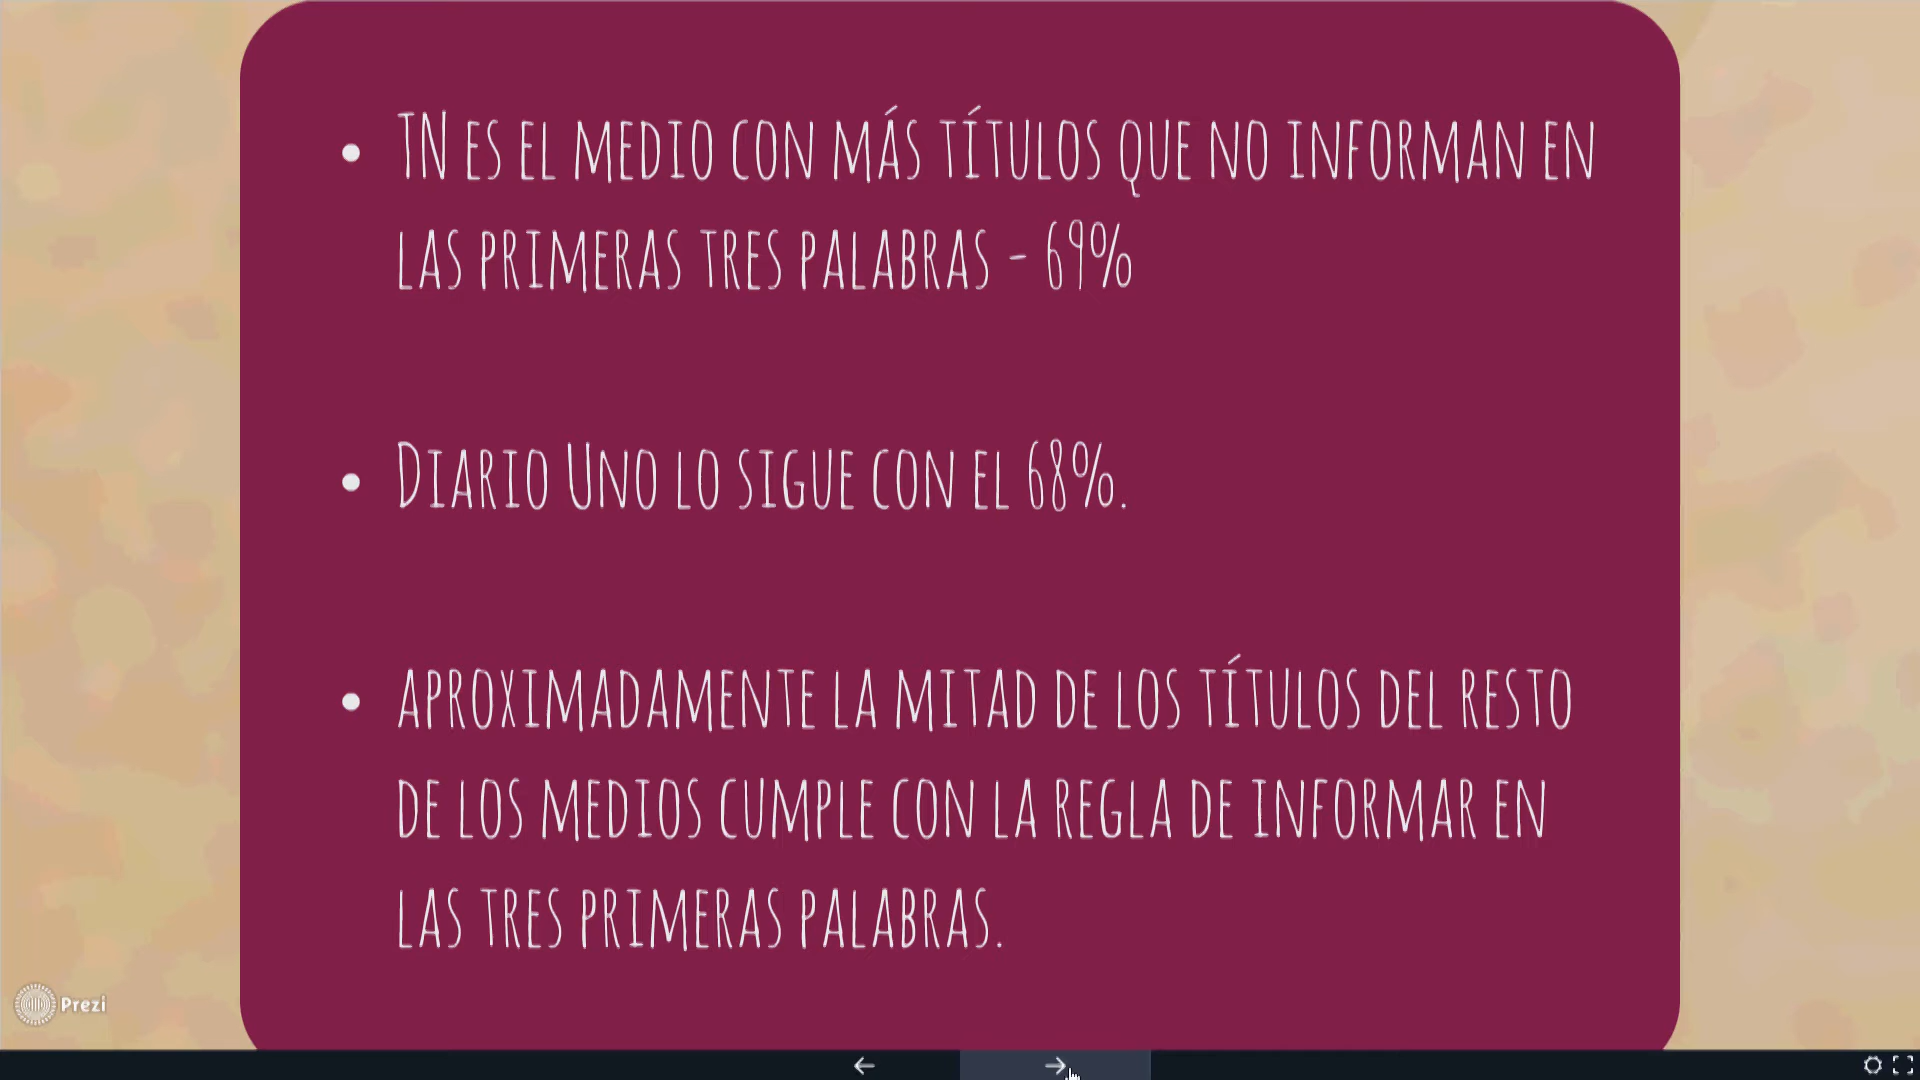 • TN es el medio con más títulos que no informan en
las primeras tres palabras - 69%
• Diario Uno lo sigue con el 68%.
• aproximadamente la mitad de los títulos del resto
de los medios cumple con la regla de informar en
las tres primeras palabras.
Prezi